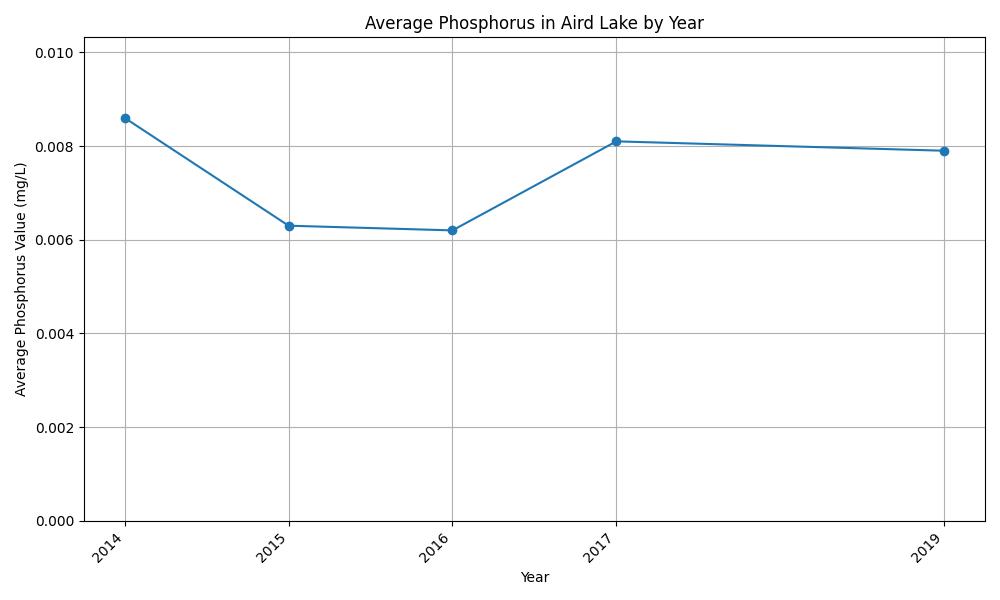 Average Phosphorus in Aird Lake by Year
Average Phosphorus Value (mg/L)
0.010
0.008
0.006
0.004
0.002
0.000
2014 2015 2016 2017 2019
Year